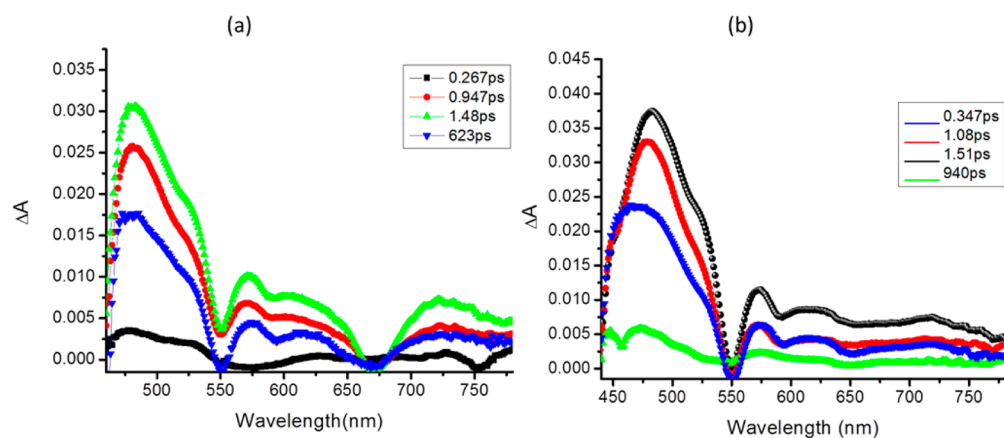 (a)
0.035
0.030
0.025
0.020
0.015
0.010
0.005
0.000
ΔA
500
550
600
650
700
750
Wavelength(nm)
0.267ps
0.947ps
1.48ps
623ps
(b)
0.045
0.040
0.035
0.030
0.025
0.020
0.015
0.010
0.005
0.000
ΔA
450
500
550
600
650
700
750
Wavelength (nm)
0.347ps
1.08ps
1.51ps
940ps